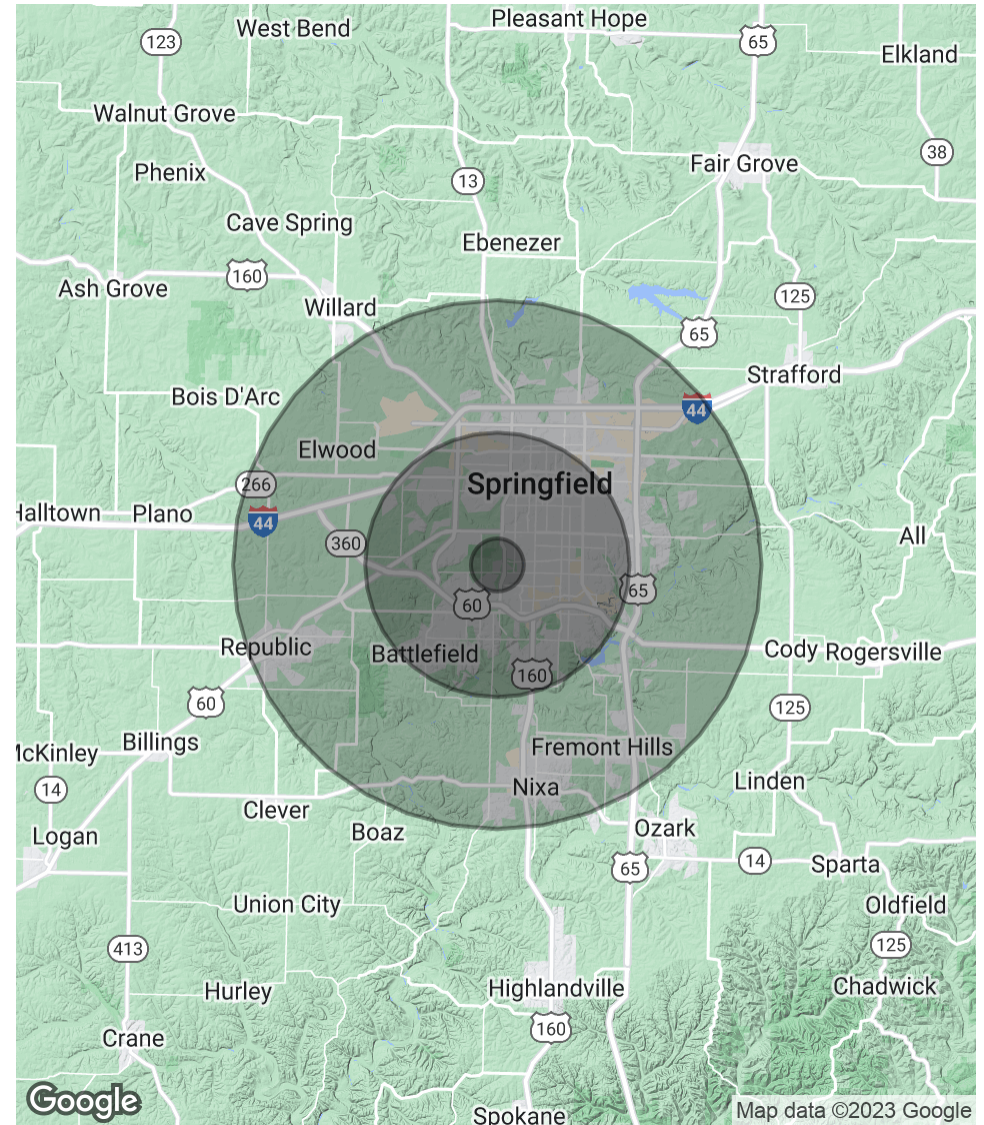 Pleasant Hope
West Bend
123
65
Elkland
Walnut Grove
38
Fair Grove
Phenix
13
Cave Spring
Ebenezer
160
Ash Grove
125
Willard
65
Strafford
Bois D'Arc
44
Elwood
266
Springfield
Halltown
Plano
44
All
360
65
60
Republic
Battlefield
Cody
Rogersville
160
60
125
McKinley
Billings
Fremont Hills
14
Nixa
Linden
Clever
Logan
Boaz
Ozark
65
14
Sparta
Union City
Oldfield
413
125
Hurley
Highlandville
Chadwick
160
Crane
Google
Spokane
Map data ©2023 Google